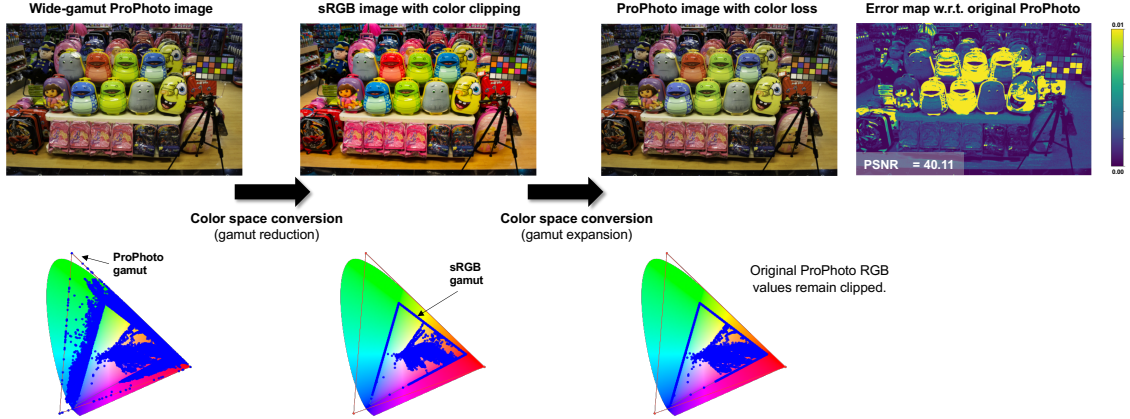 Wide-gamut ProPhoto image
sRGB image with color clipping
ProPhoto image with color loss
Error map w.r.t. original ProPhoto
0.01
0.00
PSNR = 40.11
Color space conversion
(gamut reduction)
Color space conversion
(gamut expansion)
ProPhoto
gamut
sRGB
gamut
Original ProPhoto RGB
values remain clipped.